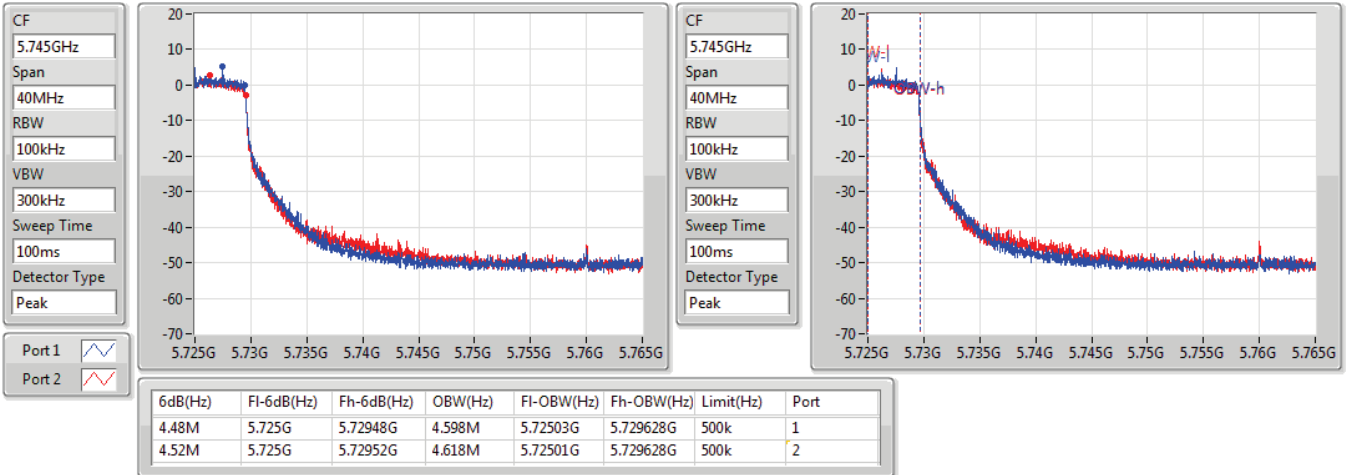 CF
5.745GHz
Span
40MHz
RBW
100kHz
VBW
300kHz
Sweep Time
100ms
Detector Type
Peak
Port 1
Port 2
20
10
0
-10
-20
-30
-40
-50
-60
-70
5.725G 5.73G 5.735G 5.74G 5.745G 5.75G 5.755G 5.76G 5.765G
CF
5.745GHz
Span
40MHz
RBW
100kHz
VBW
300kHz
Sweep Time
100ms
Detector Type
Peak
20
10
0
-10
-20
-30
-40
-50
-60
-70
W-l
OBW-h
5.725G 5.73G 5.735G 5.74G 5.745G 5.75G 5.755G 5.76G 5.765G
6dB(Hz) Fl-6dB(Hz) Fh-6dB(Hz) OBW(Hz) Fl-OBW(Hz) Fh-OBW(Hz) Limit(Hz) Port
4.48M 5.725G 5.72948G 4.598M 5.72503G 5.729628G 500k 1
4.52M 5.725G 5.72952G 4.618M 5.72501G 5.729628G 500k 2